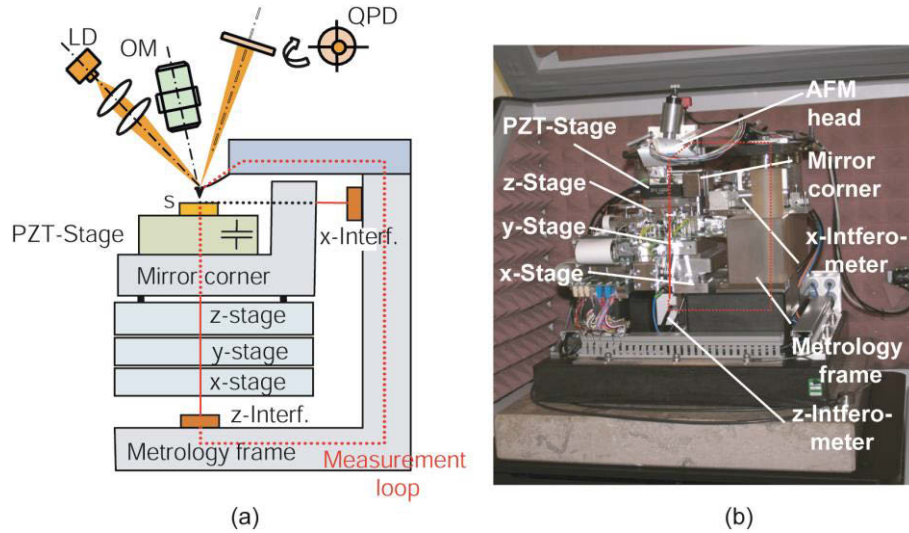 LD
OM
QPD
s
PZT-Stage
x-Interf.
Mirror corner
z-stage
y-stage
x-stage
z-Interf.
Metrology frame
Measurement
loop
(a)
AFM
head
PZT-Stage
Mirror
corner
z-Stage
y-Stage
x-Intfero-
meter
x-Stage
Metrology
frame
z-Intfero-
meter
(b)